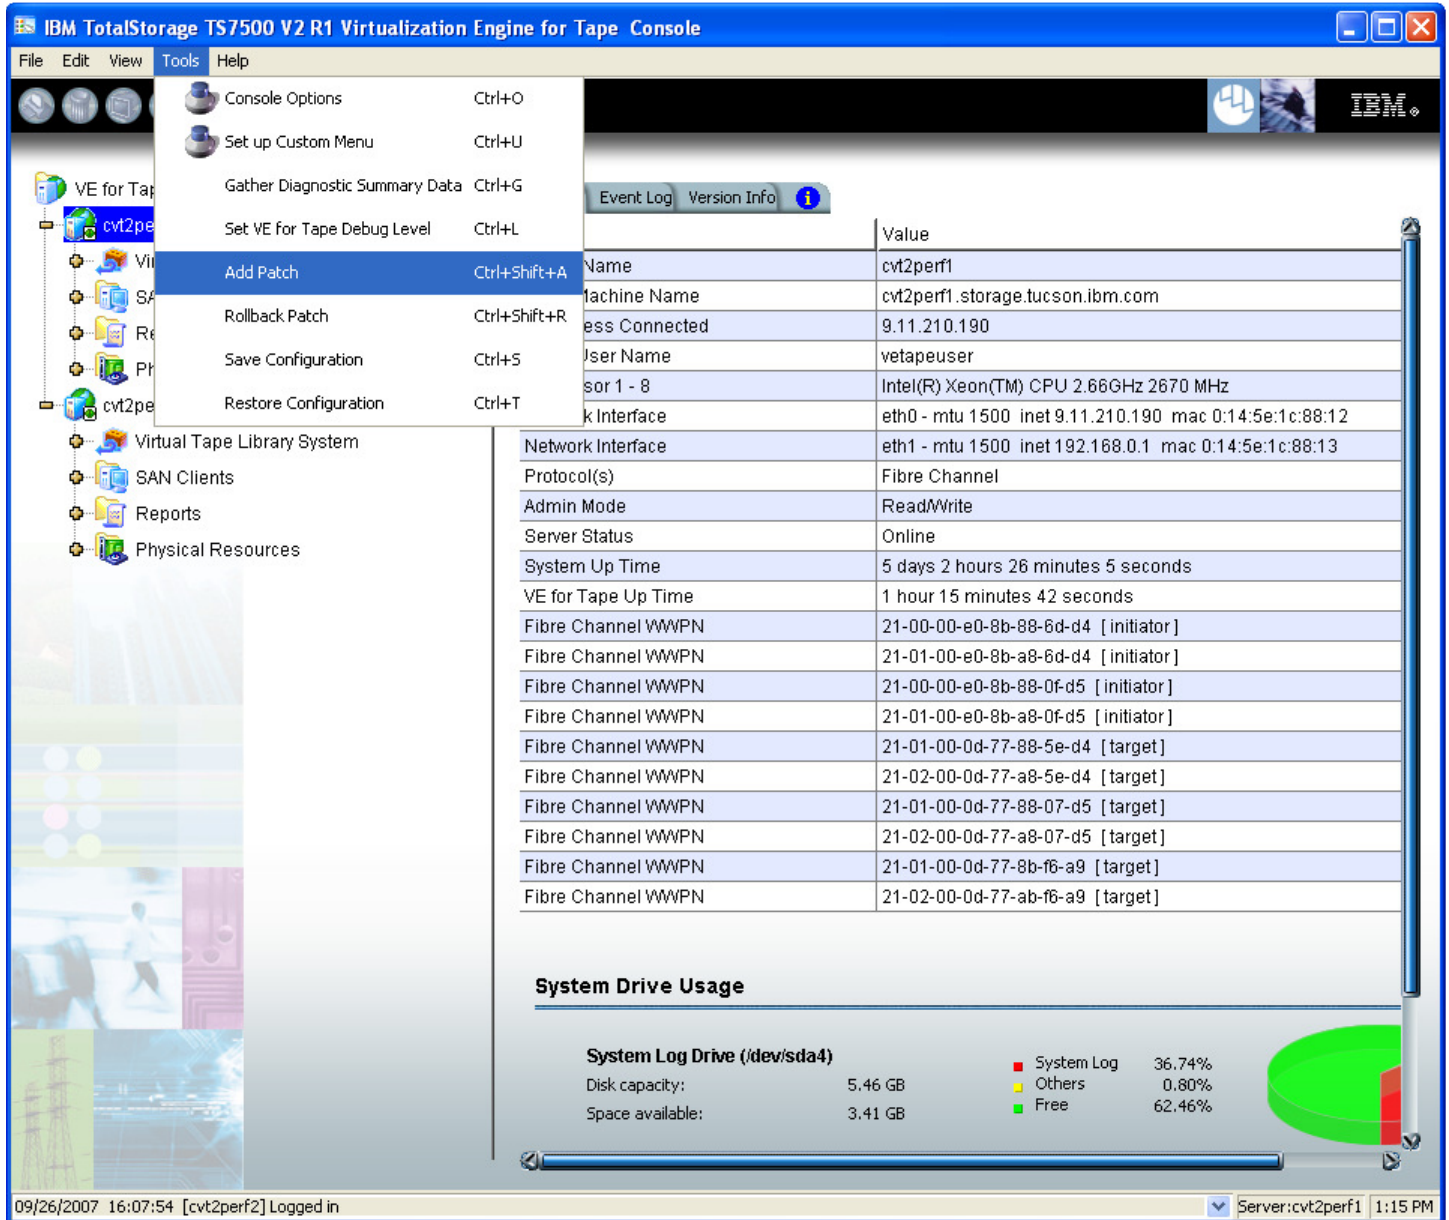 IBM TotalStorage TS7500 V2 R1 Virtualization Engine for Tape Console
File Edit View Tools Help
Console Options Ctrl+O
Set up Custom Menu Ctrl+U
Gather Diagnostic Summary Data Ctrl+G
Set VE for Tape Debug Level Ctrl+L
Add Patch Ctrl+Shift+A
Rollback Patch Ctrl+Shift+R
Save Configuration Ctrl+S
Restore Configuration Ctrl+T
IBM
VE for Tap
cvt2pe
Vi
SA
Re
Ph
cvt2pe
Virtual Tape Library System
SAN Clients
Reports
Physical Resources
Event Log Version Info i
Value
Name cvt2perf1
Machine Name cvt2perf1.storage.tucson.ibm.com
ess Connected 9.11.210.190
User Name vetapeuser
sor 1 - 8 Intel(R) Xeon(TM) CPU 2.66GHz 2670 MHz
k Interface eth0 - mtu 1500 inet 9.11.210.190 mac 0:14:5e:1c:88:12
Network Interface eth1 - mtu 1500 inet 192.168.0.1 mac 0:14:5e:1c:88:13
Protocol(s) Fibre Channel
Admin Mode Read/Write
Server Status Online
System Up Time 5 days 2 hours 26 minutes 5 seconds
VE for Tape Up Time 1 hour 15 minutes 42 seconds
Fibre Channel WWPN 21-00-00-e0-8b-88-6d-d4 [initiator]
Fibre Channel WWPN 21-01-00-e0-8b-a8-6d-d4 [initiator]
Fibre Channel WWPN 21-00-00-e0-8b-88-0f-d5 [initiator]
Fibre Channel WWPN 21-01-00-e0-8b-a8-0f-d5 [initiator]
Fibre Channel WWPN 21-01-00-0d-77-88-5e-d4 [target]
Fibre Channel WWPN 21-02-00-0d-77-a8-5e-d4 [target]
Fibre Channel WWPN 21-01-00-0d-77-88-07-d5 [target]
Fibre Channel WWPN 21-02-00-0d-77-a8-07-d5 [target]
Fibre Channel WWPN 21-01-00-0d-77-8b-f6-a9 [target]
Fibre Channel WWPN 21-02-00-0d-77-ab-f6-a9 [target]
System Drive Usage
System Log Drive (/dev/sda4)
Disk capacity: 5.46 GB
Space available: 3.41 GB
System Log 36.74%
Others 0.80%
Free 62.46%
09/26/2007 16:07:54 [cvt2perf2] Logged in
Server:cvt2perf1 1:15 PM